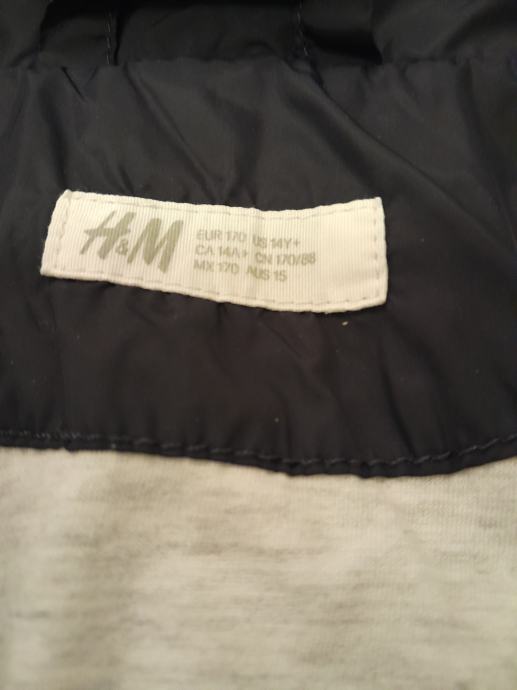 H&M
EUR 170 US 14Y+
CA 14A+ CN 170/88
MX 170 AUS 15